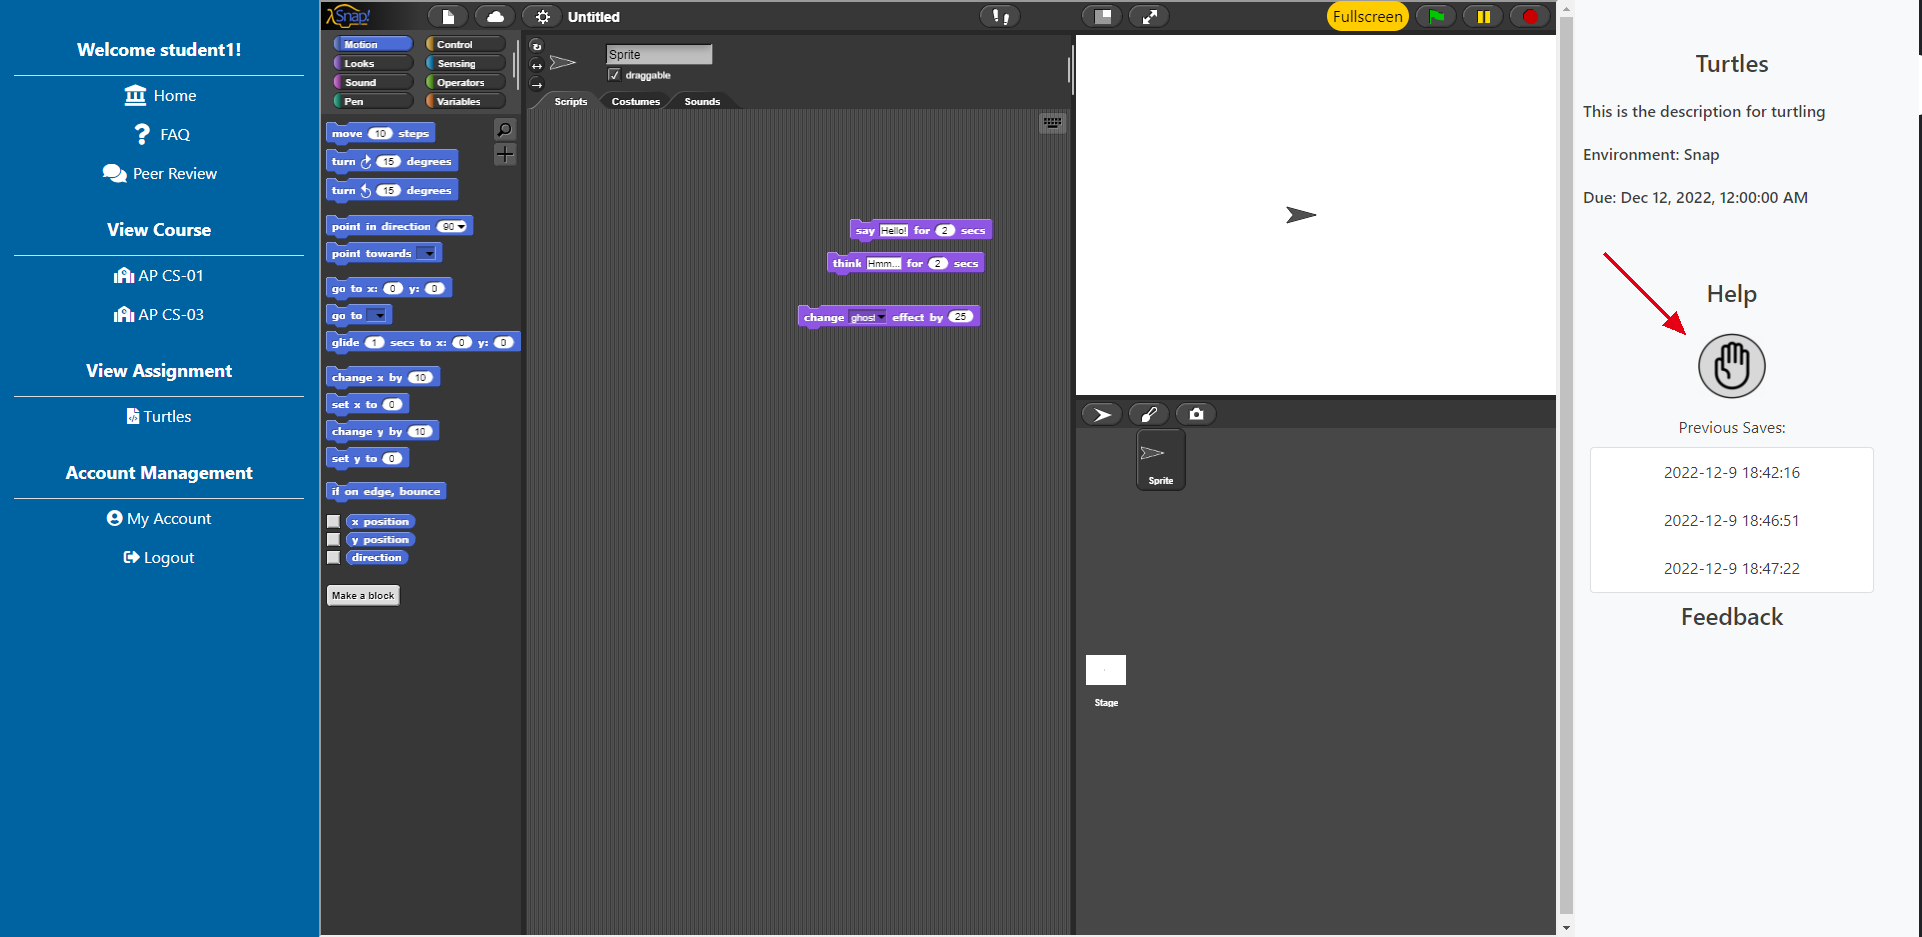 Welcome student1!
Home
FAQ
Peer Review
View Course
AP CS-01
AP CS-03
View Assignment
Turtles
Account Management
My Account
Logout
Snap!
Untitled
Fullscreen
Motion
Control
Looks
Sensing
Sound
Operators
Pen
Variables
move 10 steps
turn 15 degrees
turn 15 degrees
point in direction 90
point towards
go to x: 0 y: 0
go to
glide 1 secs to x: 0 y: 0
change x by 10
set x to 0
change y by 10
set y to 0
if on edge, bounce
x position
y position
direction
Make a block
Sprite
draggable
Scripts
Costumes
Sounds
say Hello! for 2 secs
think Hmm... for 2 secs
change ghost effect by 25
Sprite
Stage
Turtles
This is the description for turtling
Environment: Snap
Due: Dec 12, 2022, 12:00:00 AM
Help
Previous Saves:
2022-12-9 18:42:16
2022-12-9 18:46:51
2022-12-9 18:47:22
Feedback